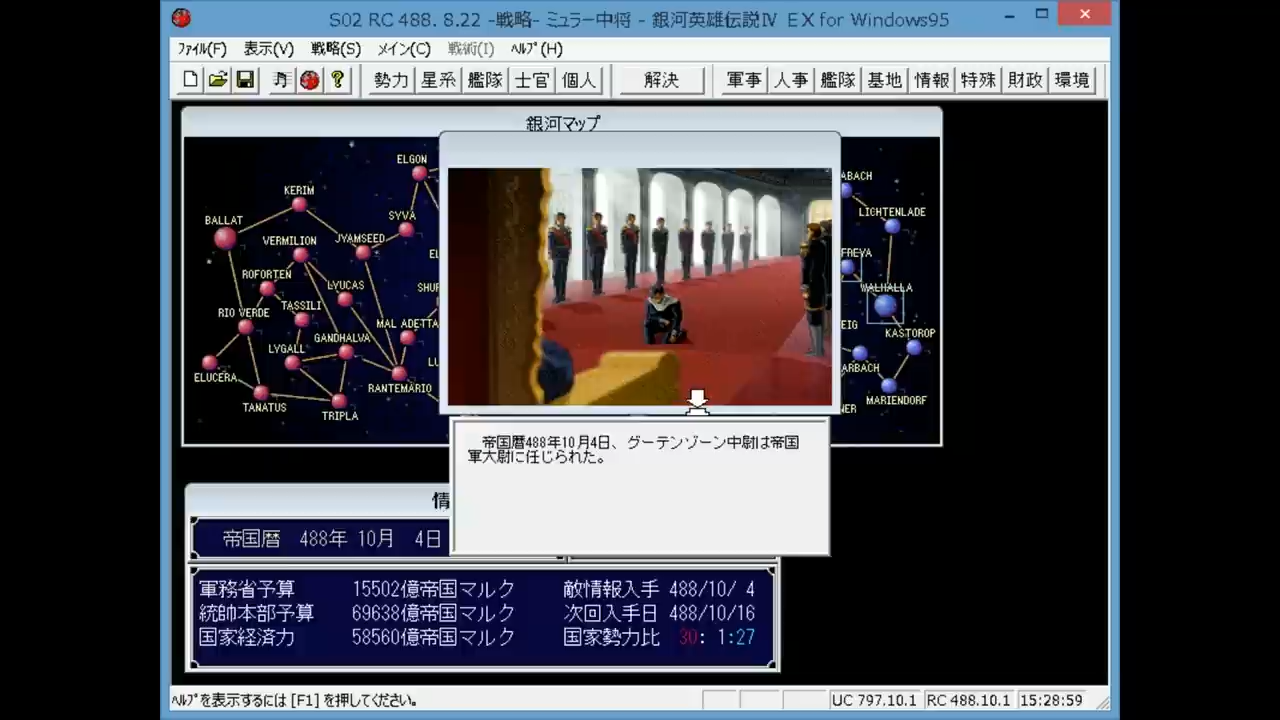 S02 RC 488. 8.22 -戦略- ミュラー中将 - 銀河英雄伝説Ⅳ EX for Windows95
ﾌｧｲﾙ(F) 表示(V) 戦略(S) メイン(C) 戦術(I) ﾍﾙﾌﾟ(H)
勢力 星系 艦隊 士官 個人 解決 軍事 人事 艦隊 基地 情報 特殊 財政 環境
銀河マップ
ELGON
ABACH
KERIM
LICHTENLADE
BALLAT
SYVA
VERMILION
JYAMSEED
EL
FREYA
ROFORTEN
LYUCAS
SHUF
WALHALLA
TASSILI
RIO VERDE
MAL ADETTA
EIG
GANDHALVA
KASTOROP
LYGALL
LU
ARBACH
ELUCERA
RANTEMARIO
MARIENDORF
TANATUS
TRIPLA
NER
帝国暦488年10月4日、グーテンゾーン中尉は帝国
軍大尉に任じられた。
情
帝国暦 488年 10月 4日
軍務省予算 15502億帝国マルク 敵情報入手 488/10/ 4
統帥本部予算 69638億帝国マルク 次回入手日 488/10/16
国家経済力 58560億帝国マルク 国家勢力比 30: 1:27
ﾍﾙﾌﾟを表示するには [F1] を押してください。
UC 797.10.1 RC 488.10.1 15:28:59